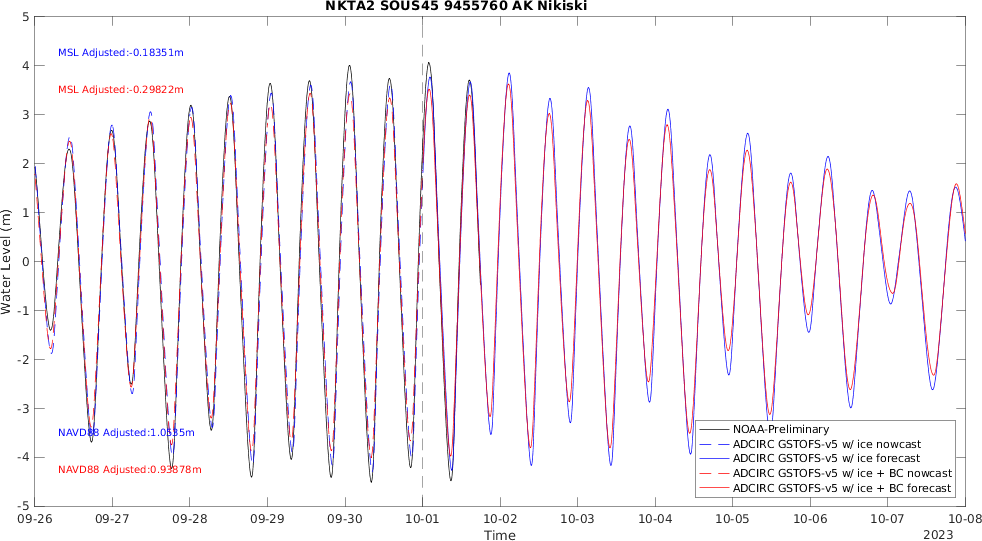 NKTA2 SOUS45 9455760 AK Nikiski
5
MSL Adjusted:-0.18351m
4
MSL Adjusted:-0.29822m
3
2
1
Water Level (m)
0
-1
-2
-3
NAVD88 Adjusted:1.0535m
-4
NAVD88 Adjusted:0.93878m
-5
NOAA-Preliminary
ADCIRC GSTOFS-v5 w/ ice nowcast
ADCIRC GSTOFS-v5 w/ ice forecast
ADCIRC GSTOFS-v5 w/ ice + BC nowcast
ADCIRC GSTOFS-v5 w/ ice + BC forecast
09-26 09-27 09-28 09-29 09-30 10-01 10-02 10-03 10-04 10-05 10-06 10-07 10-08
Time
2023